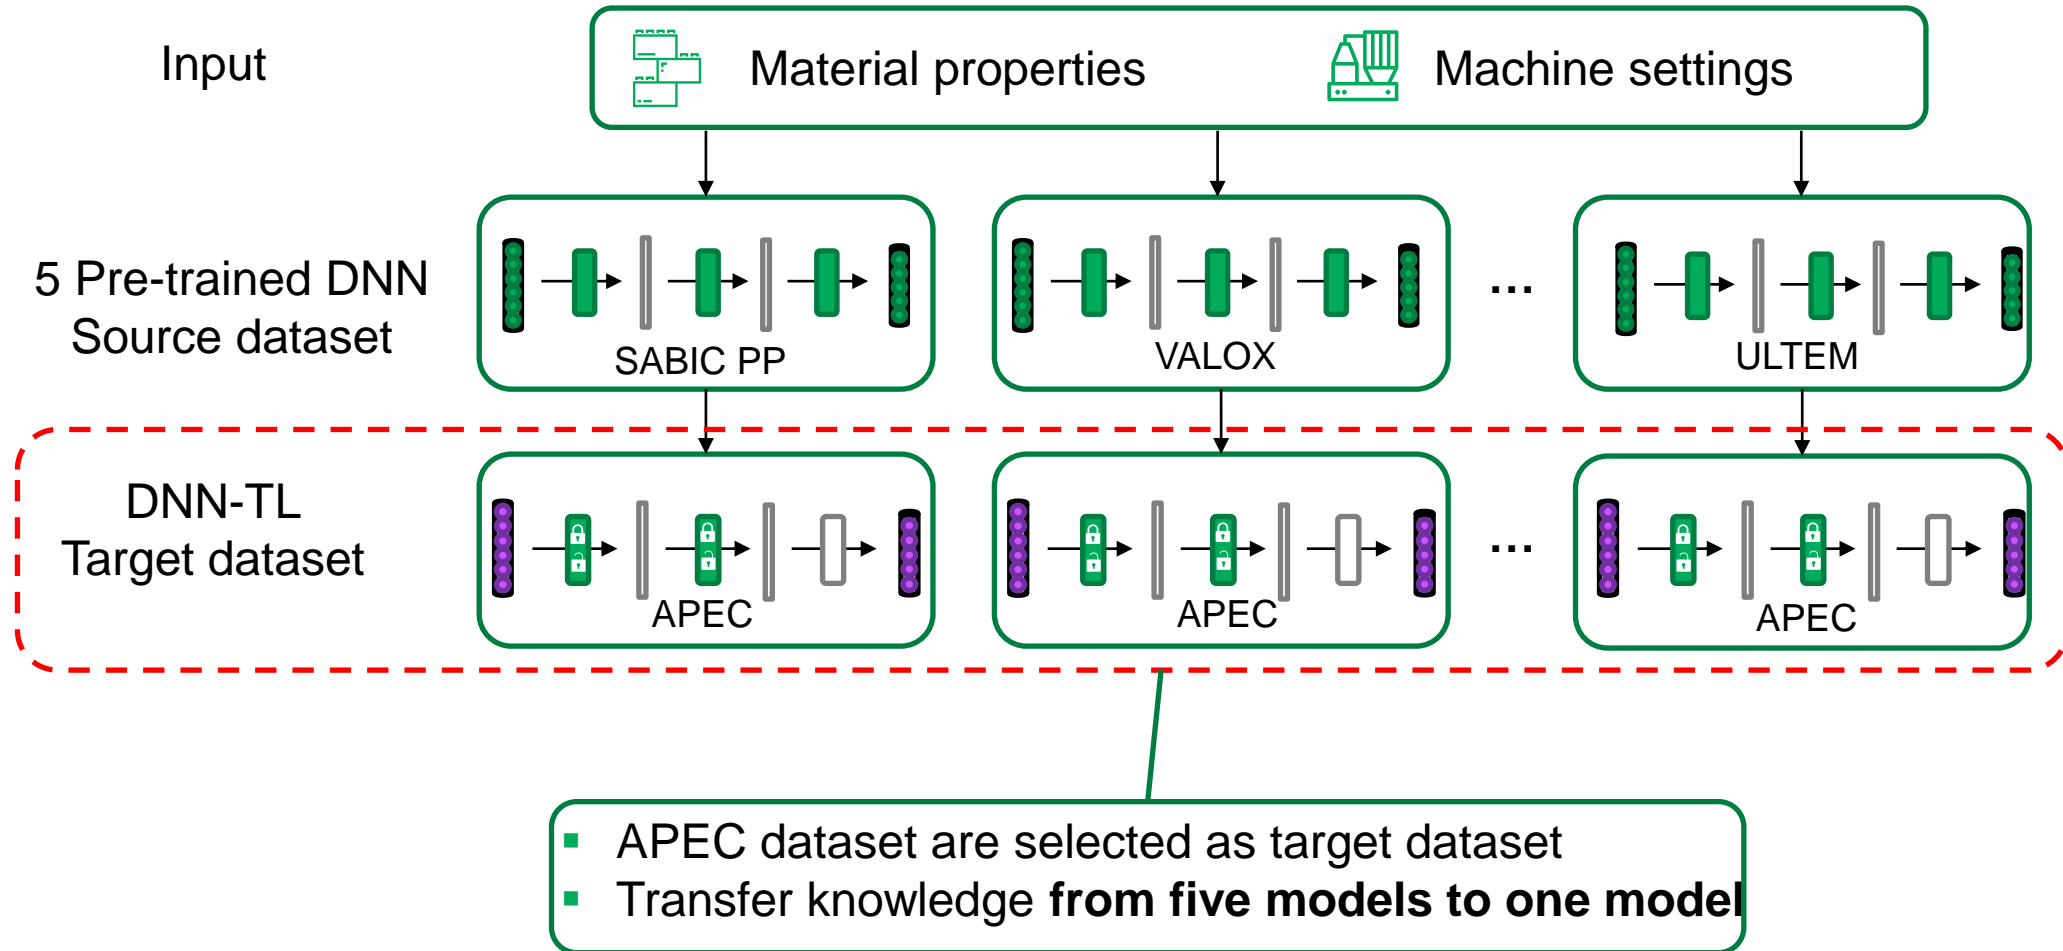 Input
Material properties
Machine settings
5 Pre-trained DNN
Source dataset
SABIC PP
VALOX
...
ULTEM
DNN-TL
Target dataset
APEC
APEC
...
APEC
▪ APEC dataset are selected as target dataset
▪ Transfer knowledge from five models to one model